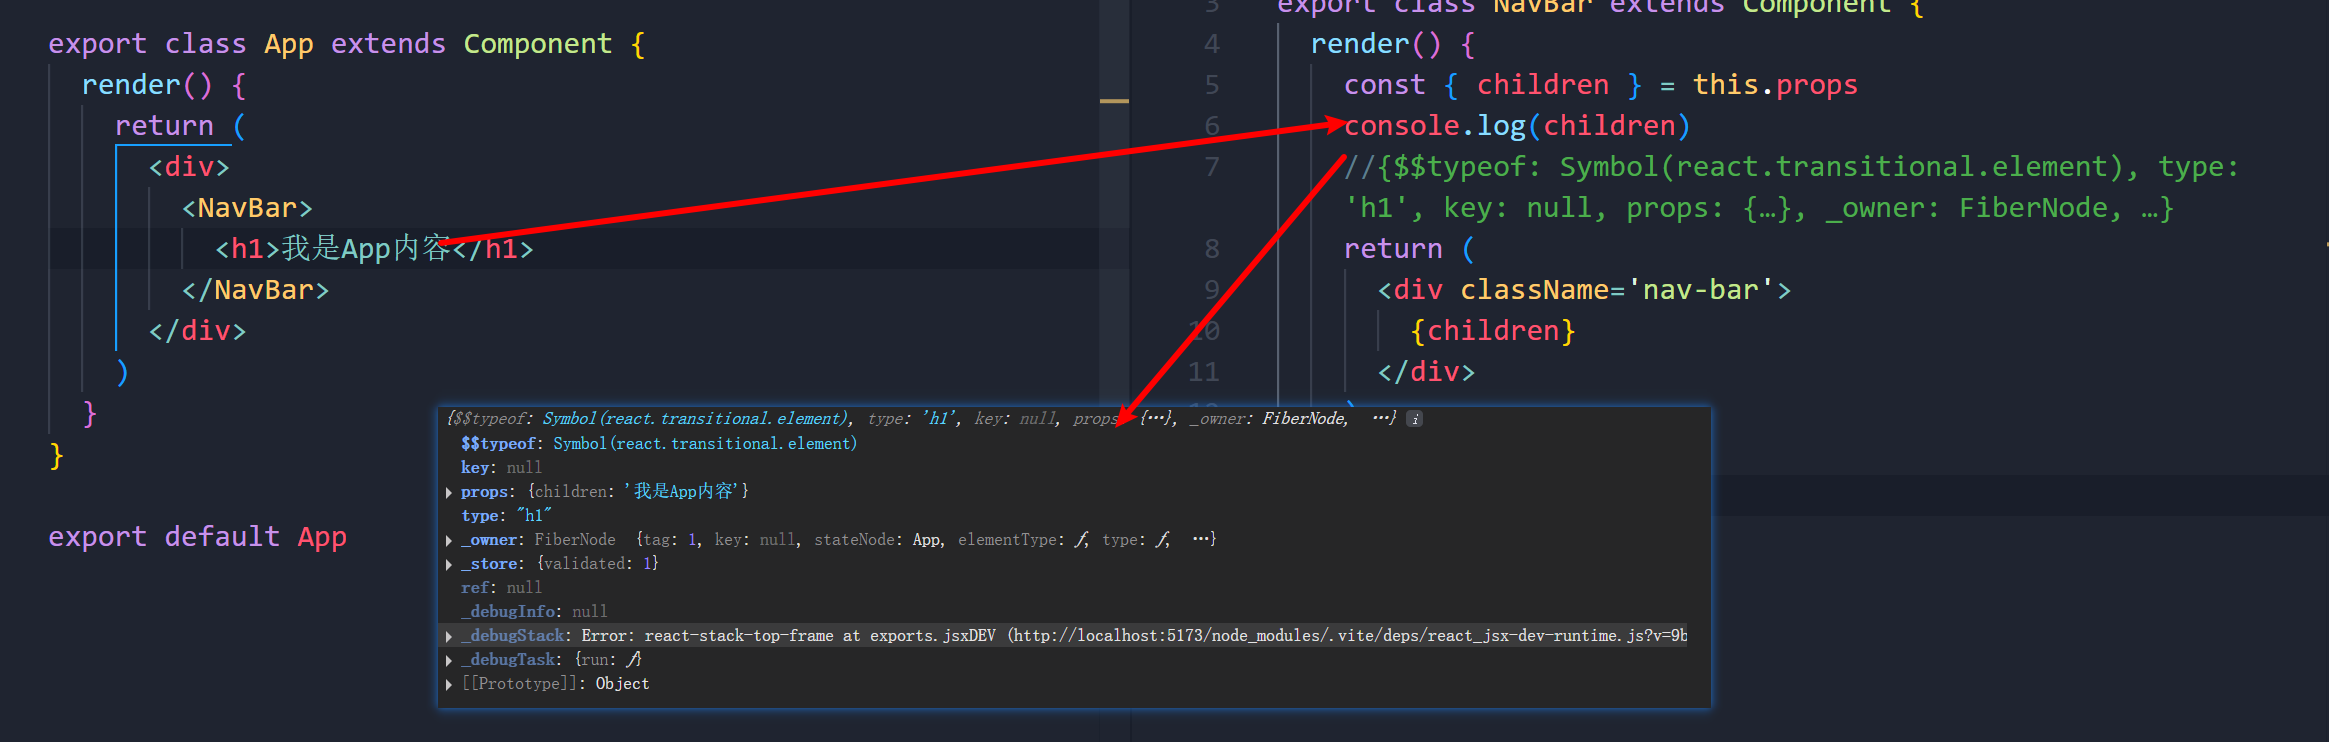 export class App extends Component {
render() {
return (
<div>
<NavBar>
<h1>我是App内容</h1>
</NavBar>
</div>
)
}
}
export default App
3 export class NavBar extends Component {
4 render() {
5 const { children } = this.props
6 console.log(children)
7 //{$$typeof: Symbol(react.transitional.element), type:
'h1', key: null, props: {…}, _owner: FiberNode, …}
8 return (
9 <div className='nav-bar'>
10 {children}
11 </div>
{$$typeof: Symbol(react.transitional.element), type: 'h1', key: null, props: {…}, _owner: FiberNode, …} i
$$typeof: Symbol(react.transitional.element)
key: null
props: {children: '我是App内容'}
type: "h1"
_owner: FiberNode {tag: 1, key: null, stateNode: App, elementType: ƒ, type: ƒ, …}
_store: {validated: 1}
ref: null
_debugInfo: null
_debugStack: Error: react-stack-top-frame at exports.jsxDEV (http://localhost:5173/node_modules/.vite/deps/react_jsx-dev-runtime.js?v=9b
_debugTask: {run: ƒ}
[[Prototype]]: Object